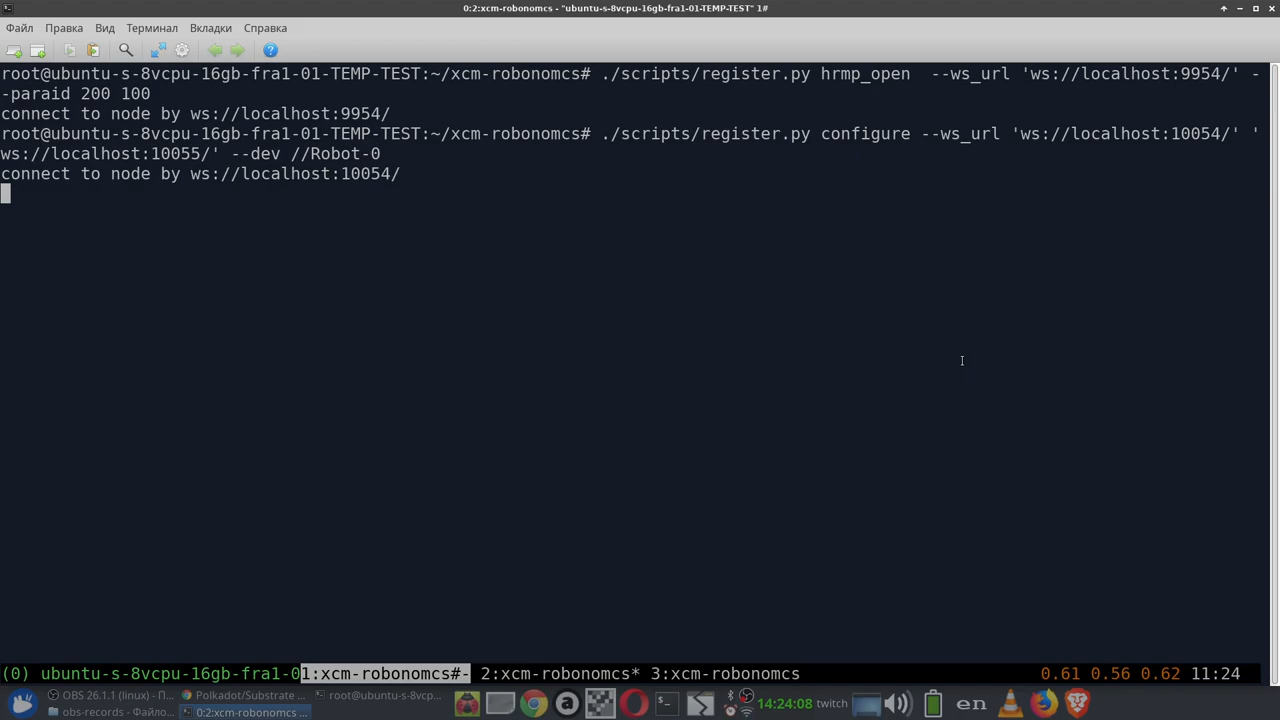 0:2:xcm-robonomcs - "ubuntu-s-8vcpu-16gb-fra1-01-TEMP-TEST" 1#
Файл Правка Вид Терминал Вкладки Справка
root@ubuntu-s-8vcpu-16gb-fra1-01-TEMP-TEST:~/xcm-robonomcs# ./scripts/register.py hrmp_open  --ws_url 'ws://localhost:9954/' -
-paraid 200 100
connect to node by ws://localhost:9954/
root@ubuntu-s-8vcpu-16gb-fra1-01-TEMP-TEST:~/xcm-robonomcs# ./scripts/register.py configure --ws_url 'ws://localhost:10054/' '
ws://localhost:10055/' --dev //Robot-0
connect to node by ws://localhost:10054/
(0) ubuntu-s-8vcpu-16gb-fra1-01:xcm-robonomcs#- 2:xcm-robonomcs* 3:xcm-robonomcs 0.61 0.56 0.62 11:24
OBS 26.1.1 (linux) - П... Polkadot/Substrate ... root@ubuntu-s-8vcp...
obs-records - Файло... 0:2:xcm-robonomcs ...
14:24:08 twitch en